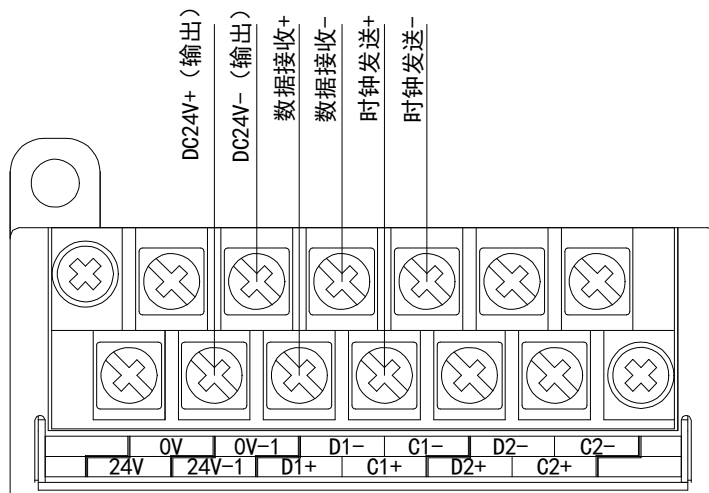 DC24V+（输出）
DC24V-（输出）
数据接收+
数据接收-
时钟发送+
时钟发送-
0V 0V-1 D1- C1- D2- C2-
24V 24V-1 D1+ C1+ D2+ C2+